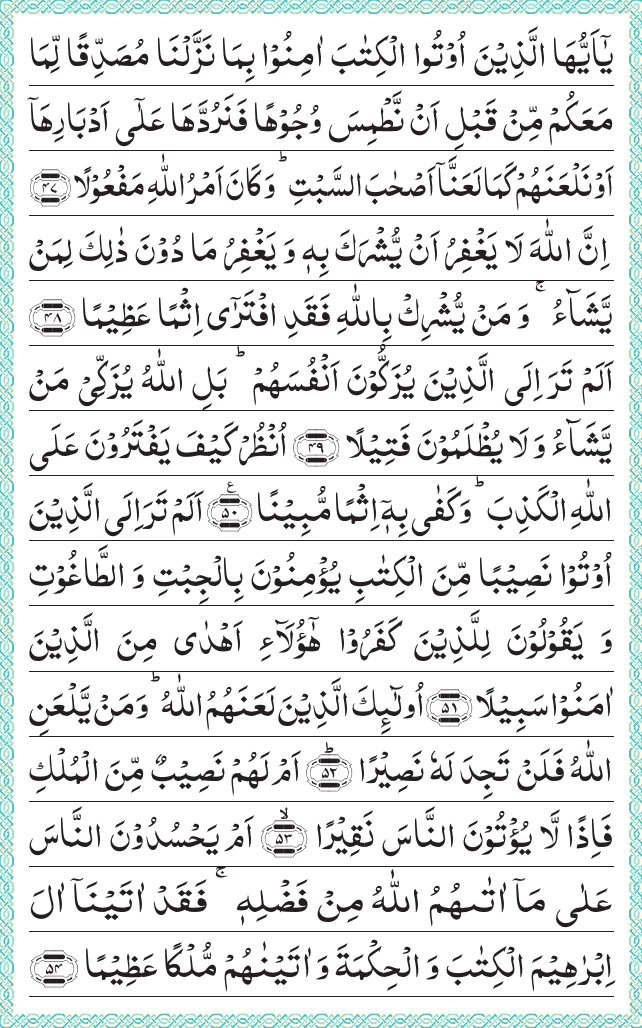 یٰۤاَیُّهَا الَّذِیْنَ اُوْتُوا الْكِتٰبَ اٰمِنُوْا بِمَا نَزَّلْنَا مُصَدِّقًا لِّمَا
مَعَكُمْ مِّنْ قَبْلِ اَنْ نَّطْمِسَ وُجُوْهًا فَنَرُدَّهَا عَلٰۤی اَدْبَارِهَاۤ
اَوْ نَلْعَنَهُمْ كَمَا لَعَنَّاۤ اَصْحٰبَ السَّبْتِ ؕ وَ كَانَ اَمْرُ اللّٰهِ مَفْعُوْلًا ﴿۴۷﴾
اِنَّ اللّٰهَ لَا یَغْفِرُ اَنْ یُّشْرَكَ بِهٖ وَ یَغْفِرُ مَا دُوْنَ ذٰلِكَ لِمَنْ
یَّشَآءُ ۚ وَ مَنْ یُّشْرِكْ بِاللّٰهِ فَقَدِ افْتَرٰۤی اِثْمًا عَظِیْمًا ﴿۴۸﴾
اَلَمْ تَرَ اِلَی الَّذِیْنَ یُزَكُّوْنَ اَنْفُسَهُمْ ؕ بَلِ اللّٰهُ یُزَكِّیْ مَنْ
یَّشَآءُ وَ لَا یُظْلَمُوْنَ فَتِیْلًا ﴿۴۹﴾ اُنْظُرْ كَیْفَ یَفْتَرُوْنَ عَلَی
اللّٰهِ الْكَذِبَ ؕ وَ كَفٰی بِهٖۤ اِثْمًا مُّبِیْنًا ﴿۵۰﴾ ع اَلَمْ تَرَ اِلَی الَّذِیْنَ
اُوْتُوْا نَصِیْبًا مِّنَ الْكِتٰبِ یُؤْمِنُوْنَ بِالْجِبْتِ وَ الطَّاغُوْتِ
وَ یَقُوْلُوْنَ لِلَّذِیْنَ كَفَرُوْا هٰۤؤُلَآءِ اَهْدٰی مِنَ الَّذِیْنَ
اٰمَنُوْا سَبِیْلًا ﴿۵۱﴾ اُولٰٓىِٕكَ الَّذِیْنَ لَعَنَهُمُ اللّٰهُ ؕ وَ مَنْ یَّلْعَنِ
اللّٰهُ فَلَنْ تَجِدَ لَهٗ نَصِیْرًا ﴿ؕ۵۲﴾ اَمْ لَهُمْ نَصِیْبٌ مِّنَ الْمُلْكِ
فَاِذًا لَّا یُؤْتُوْنَ النَّاسَ نَقِیْرًا ﴿ۙ۵۳﴾ اَمْ یَحْسُدُوْنَ النَّاسَ
عَلٰی مَاۤ اٰتٰىهُمُ اللّٰهُ مِنْ فَضْلِهٖ ۚ فَقَدْ اٰتَیْنَاۤ اٰلَ
اِبْرٰهِیْمَ الْكِتٰبَ وَ الْحِكْمَةَ وَ اٰتَیْنٰهُمْ مُّلْكًا عَظِیْمًا ﴿۵۴﴾